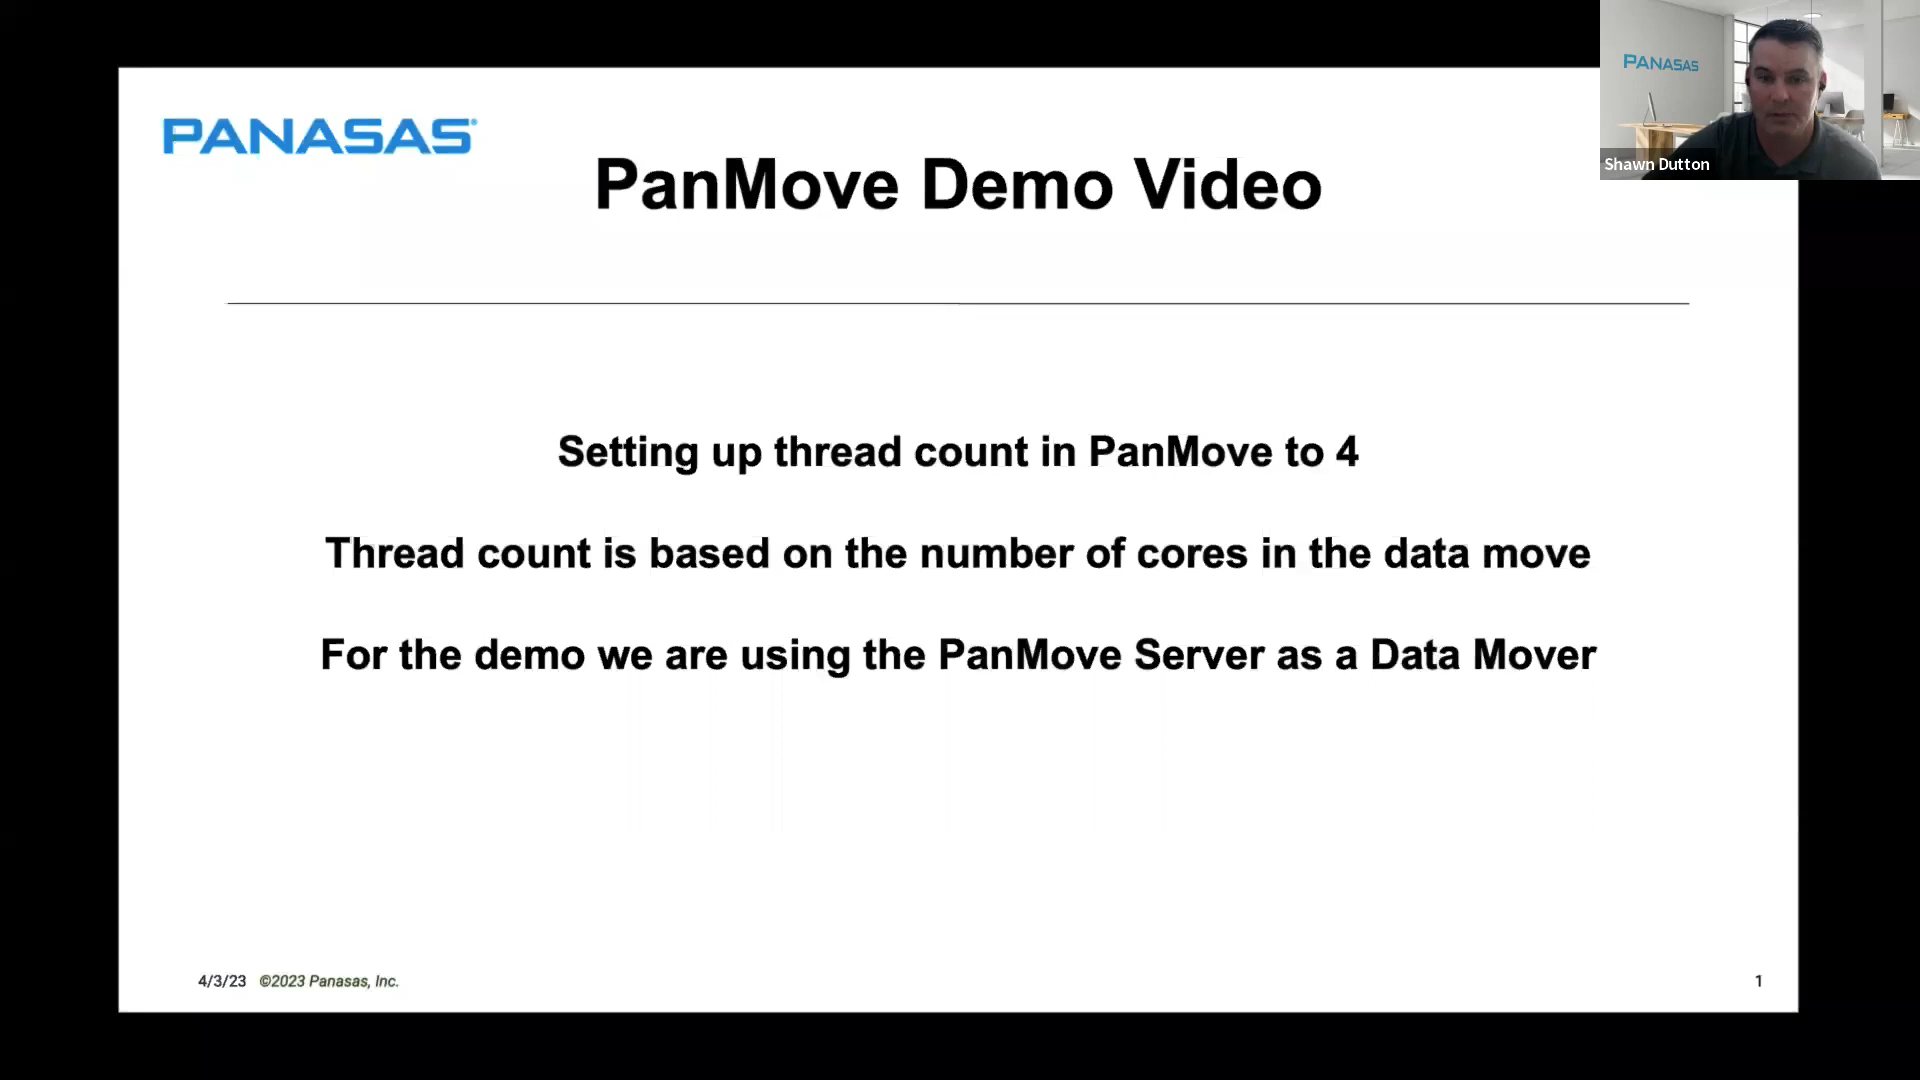 PANASAS
PANASAS
Shawn Dutton
PanMove Demo Video
Setting up thread count in PanMove to 4
Thread count is based on the number of cores in the data move
For the demo we are using the PanMove Server as a Data Mover
4/3/23 ©2023 Panasas, Inc.
1